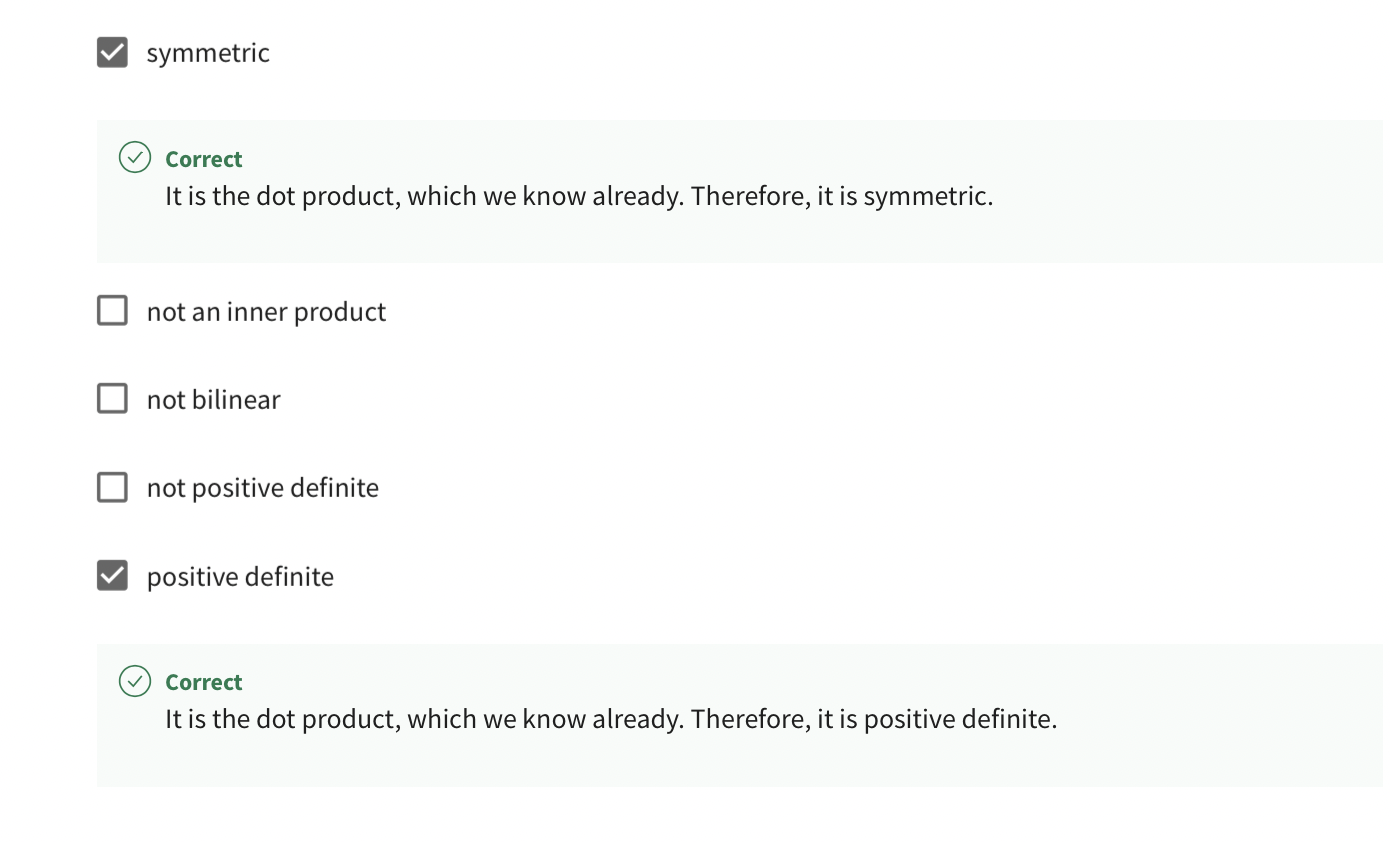 symmetric
Correct
It is the dot product, which we know already. Therefore, it is symmetric.
not an inner product
not bilinear
not positive definite
positive definite
Correct
It is the dot product, which we know already. Therefore, it is positive definite.